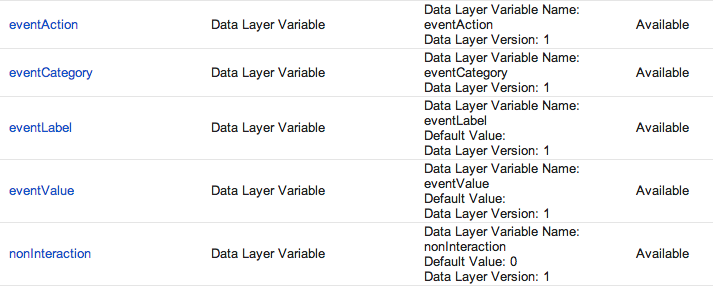 eventAction Data Layer Variable Data Layer Variable Name: Available
eventAction
Data Layer Version: 1
eventCategory Data Layer Variable Data Layer Variable Name: Available
eventCategory
Data Layer Version: 1
eventLabel Data Layer Variable Data Layer Variable Name: Available
eventLabel
Default Value:
Data Layer Version: 1
eventValue Data Layer Variable Data Layer Variable Name: Available
eventValue
Default Value:
Data Layer Version: 1
nonInteraction Data Layer Variable Data Layer Variable Name: Available
nonInteraction
Default Value: 0
Data Layer Version: 1